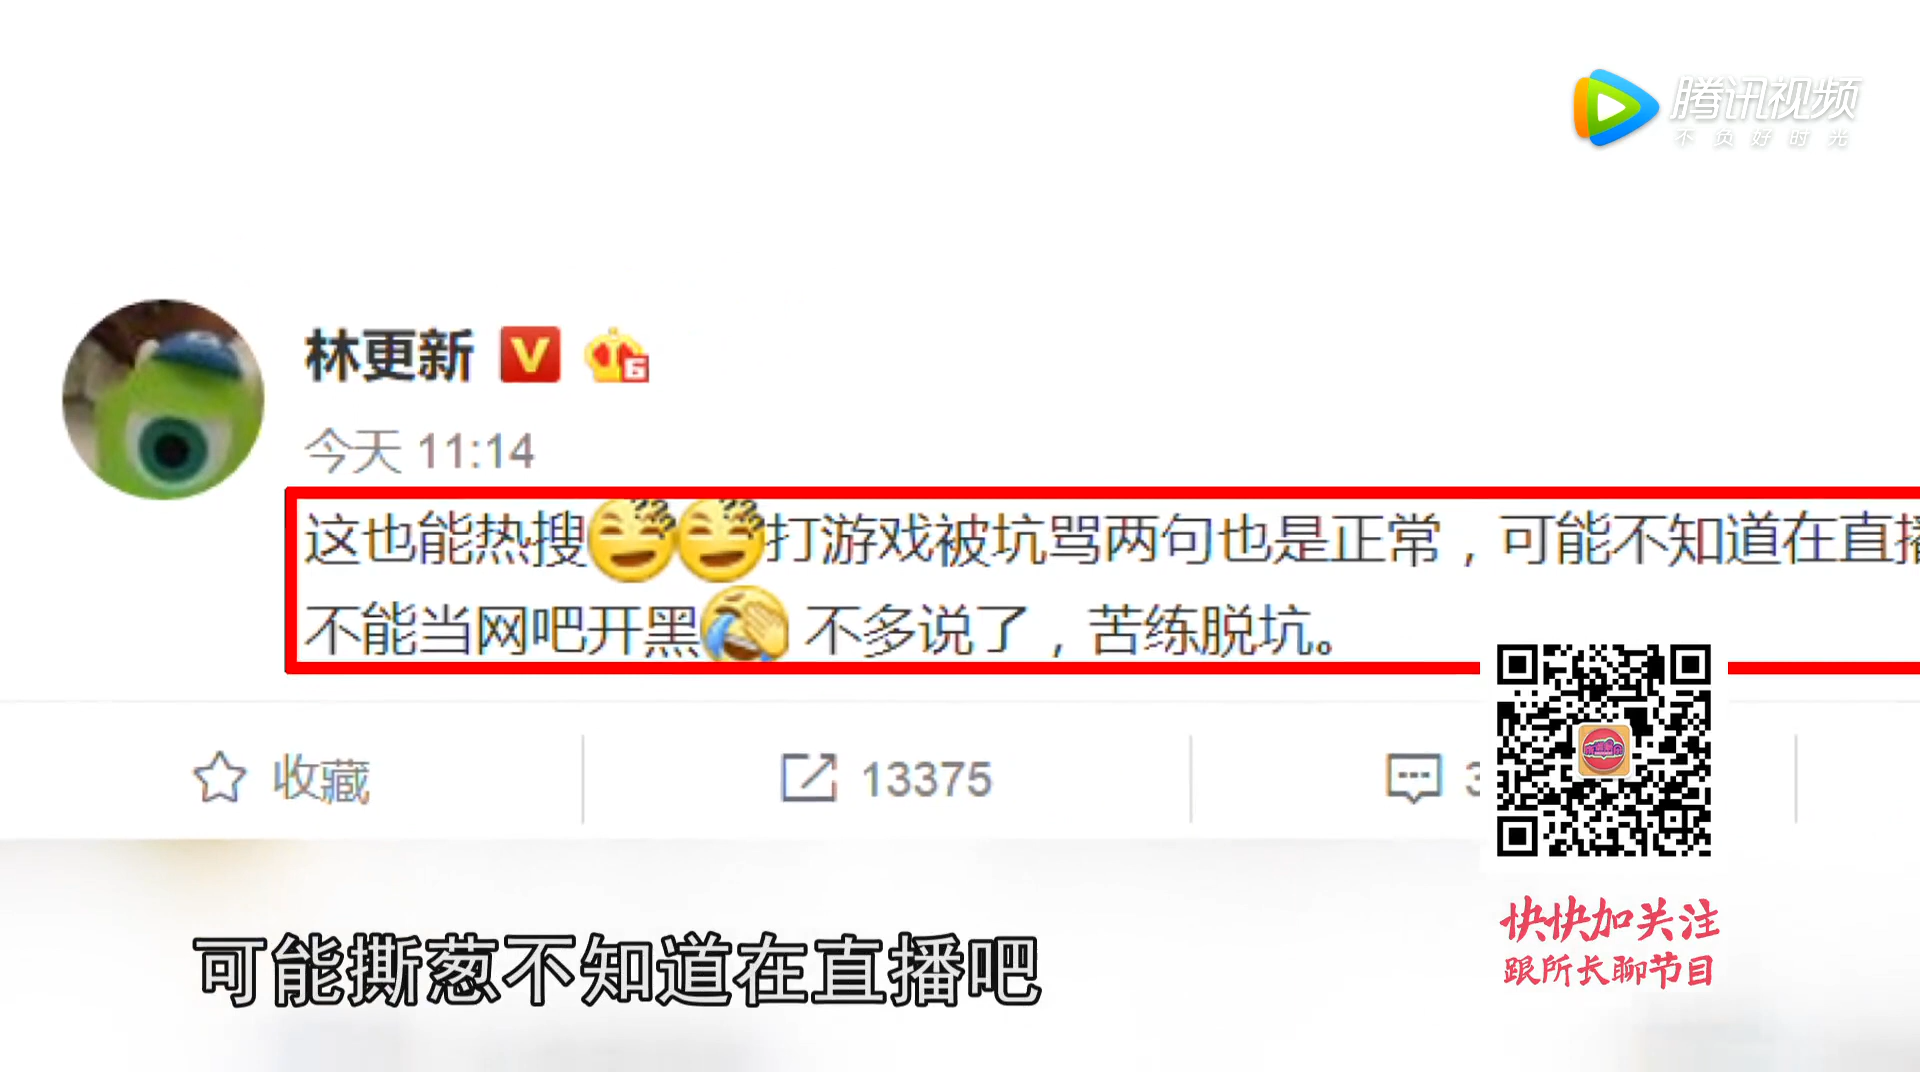 腾讯视频
不负好时光
林更新
今天 11:14
这也能热搜打游戏被坑骂两句也是正常，可能不知道在直播
不能当网吧开黑 不多说了，苦练脱坑。
收藏
13375
3
快快加关注
跟所长聊节目
可能撕葱不知道在直播吧